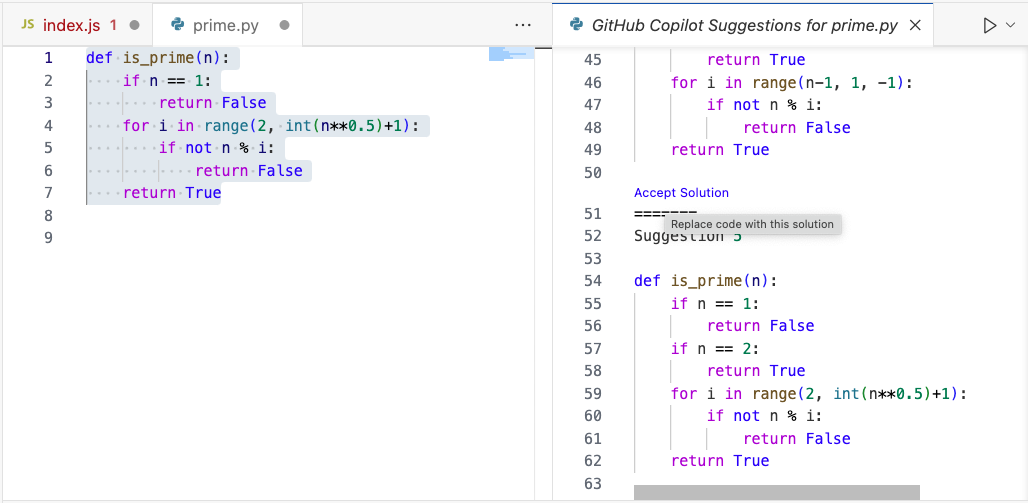 JS index.js 1 ● prime.py ●
1 def is_prime(n):
2 if n == 1:
3 return False
4 for i in range(2, int(n**0.5)+1):
5 if not n % i:
6 return False
7 return True
8
9
GitHub Copilot Suggestions for prime.py ×
45 return True
46 for i in range(n-1, 1, -1):
47 if not n % i:
48 return False
49 return True
50
Accept Solution
51 =======
Replace code with this solution
52 Suggestion 5
53
54 def is_prime(n):
55 if n == 1:
56 return False
57 if n == 2:
58 return True
59 for i in range(2, int(n**0.5)+1):
60 if not n % i:
61 return False
62 return True
63